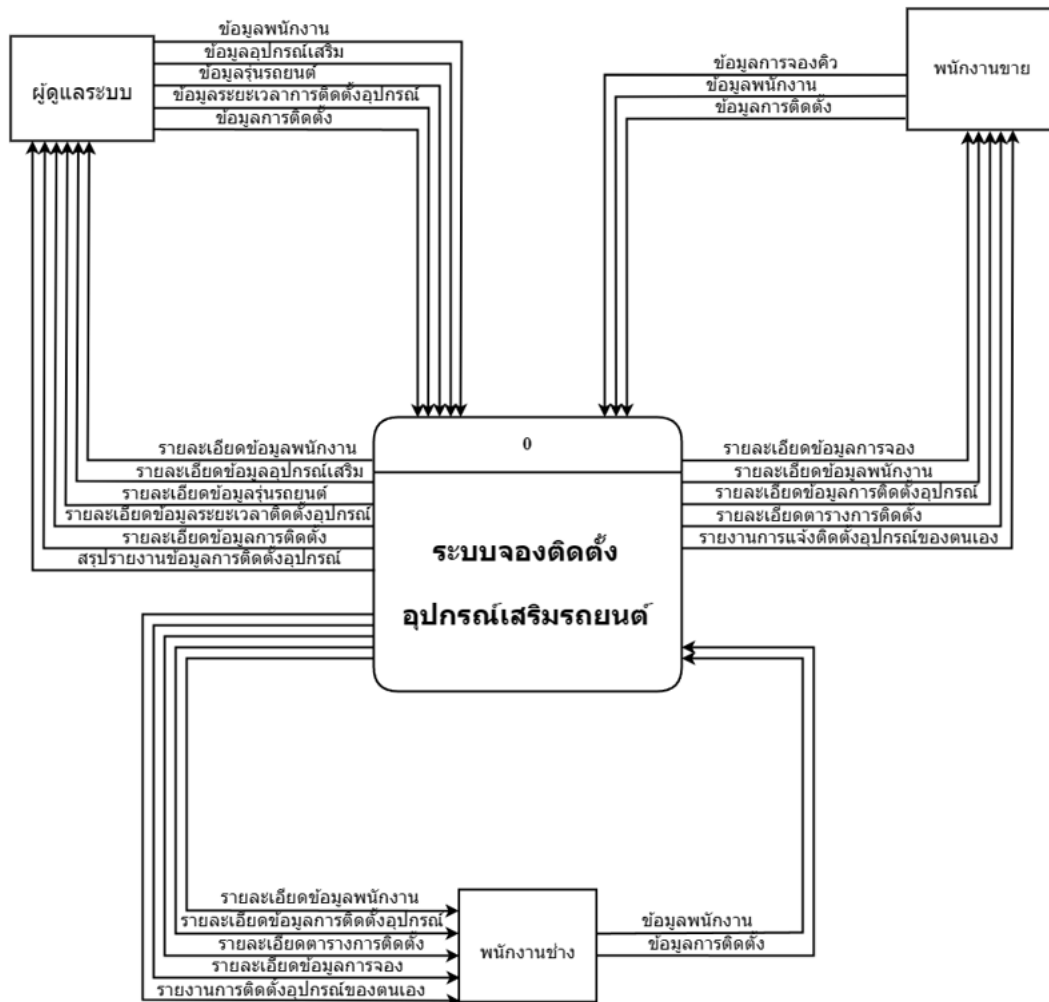 ข้อมูลพนักงาน
ข้อมูลอุปกรณ์เสริม
ข้อมูลรุ่นรถยนต์
ข้อมูลระยะเวลาการติดตั้งอุปกรณ์
ข้อมูลการติดตั้ง
ผู้ดูแลระบบ
ข้อมูลการจองคิว
ข้อมูลพนักงาน
ข้อมูลการติดตั้ง
พนักงานขาย
0
ระบบจองติดตั้ง
อุปกรณ์เสริมรถยนต์
รายละเอียดข้อมูลพนักงาน
รายละเอียดข้อมูลอุปกรณ์เสริม
รายละเอียดข้อมูลรุ่นรถยนต์
รายละเอียดข้อมูลระยะเวลาติดตั้งอุปกรณ์
รายละเอียดข้อมูลการติดตั้ง
สรุปรายงานข้อมูลการติดตั้งอุปกรณ์
รายละเอียดข้อมูลการจอง
รายละเอียดข้อมูลพนักงาน
รายละเอียดข้อมูลการติดตั้งอุปกรณ์
รายละเอียดตารางการติดตั้ง
รายงานการแจ้งติดตั้งอุปกรณ์ของตนเอง
รายละเอียดข้อมูลพนักงาน
รายละเอียดข้อมูลการติดตั้งอุปกรณ์
รายละเอียดตารางการติดตั้ง
รายละเอียดข้อมูลการจอง
รายงานการติดตั้งอุปกรณ์ของตนเอง
พนักงานช่าง
ข้อมูลพนักงาน
ข้อมูลการติดตั้ง